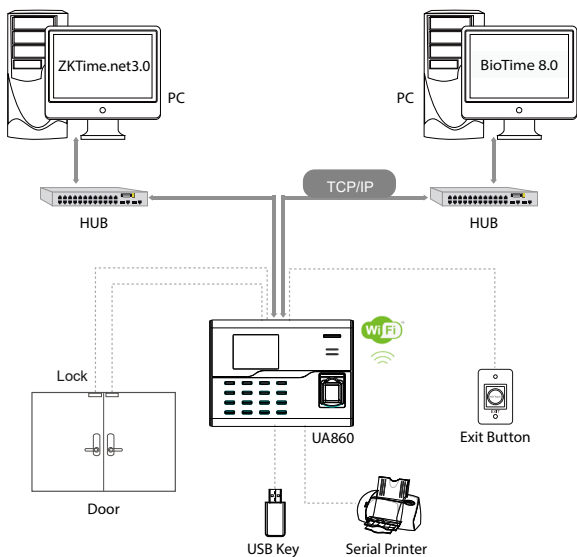 ZKTime.net3.0
BioTime 8.0
PC
PC
TCP/IP
HUB
HUB
WiFi
Lock
EXIT
UA860
Exit Button
Door
USB Key
Serial Printer